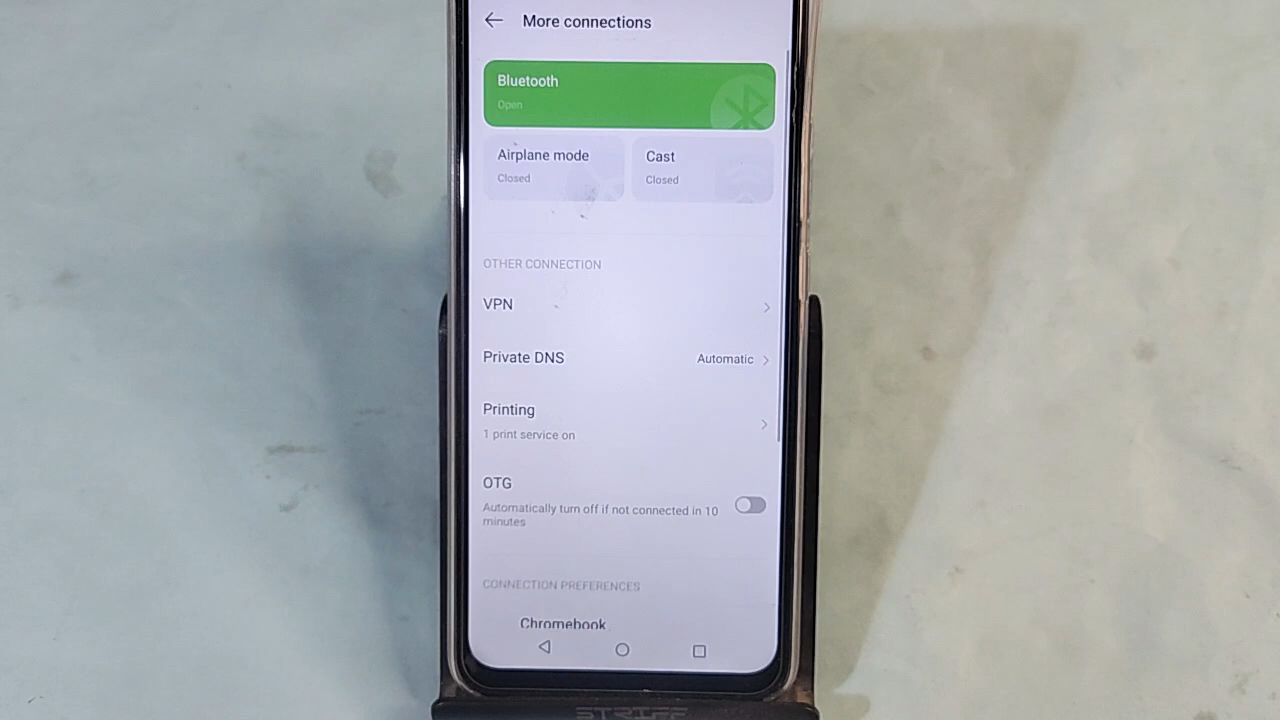 More connections
Bluetooth
Open
Airplane mode
Closed
Cast
Closed
OTHER CONNECTION
VPN
Private DNS
Automatic
Printing
1 print service on
OTG
Automatically turn off if not connected in 10
minutes
CONNECTION PREFERENCES
Chromebook
STRIFF